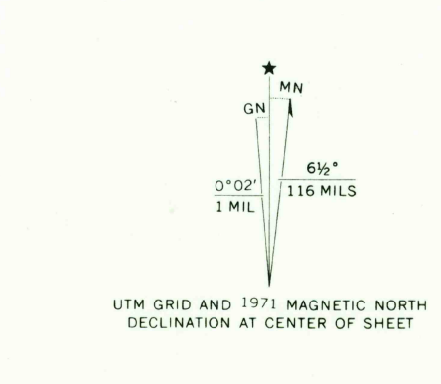 ★
MN
GN
6½°
116 MILS
0°02'
1 MIL
UTM GRID AND 1971 MAGNETIC NORTH
DECLINATION AT CENTER OF SHEET